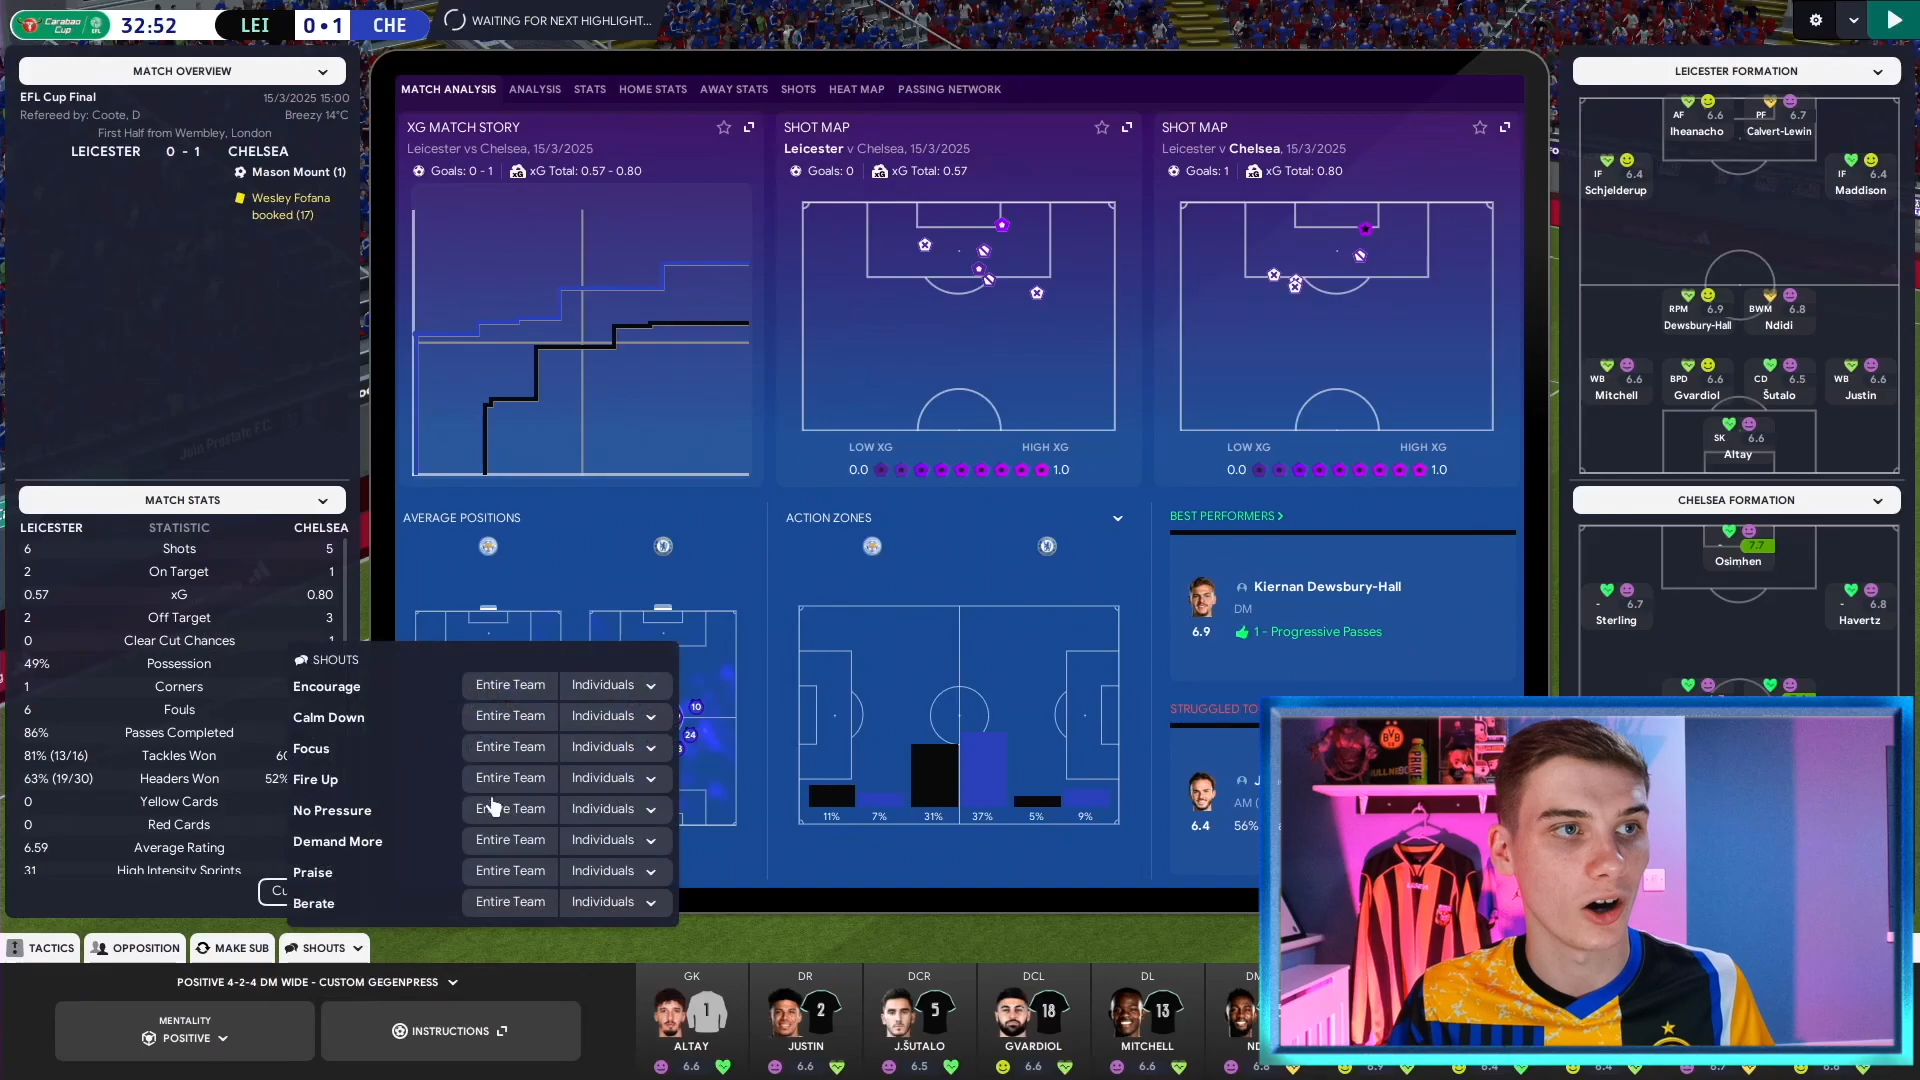 Carabao Cup EFL 32:52 LEI 0 - 1 CHE WAITING FOR NEXT HIGHLIGHT...
MATCH OVERVIEW
EFL Cup Final 15/3/2025 15:00
Refereed by: Coote, D Breezy 14°C
First Half from Wembley, London
LEICESTER 0 - 1 CHELSEA
Mason Mount (1)
Wesley Fofana
booked (17)
MATCH STATS
LEICESTER STATISTIC CHELSEA
6 Shots 5
2 On Target 1
0.57 xG 0.80
2 Off Target 3
0 Clear Cut Chances 1
49% Possession
1 Corners
6 Fouls
86% Passes Completed
81% (13/16) Tackles Won
63% (19/30) Headers Won 52%
0 Yellow Cards
0 Red Cards
6.59 Average Rating
31 High Intensity Sprints
SHOUTS
Encourage Entire Team Individuals
Calm Down Entire Team Individuals
Focus Entire Team Individuals
Fire Up Entire Team Individuals
No Pressure Entire Team Individuals
Demand More Entire Team Individuals
Praise Entire Team Individuals
Berate Entire Team Individuals
MATCH ANALYSIS ANALYSIS STATS HOME STATS AWAY STATS SHOTS HEAT MAP PASSING NETWORK
XG MATCH STORY
Leicester vs Chelsea, 15/3/2025
Goals: 0 - 1 xG xG Total: 0.57 - 0.80
SHOT MAP
Leicester v Chelsea, 15/3/2025
Goals: 0 xG xG Total: 0.57
LOW XG HIGH XG
0.0 1.0
SHOT MAP
Leicester v Chelsea, 15/3/2025
Goals: 1 xG xG Total: 0.80
LOW XG HIGH XG
0.0 1.0
AVERAGE POSITIONS
10
24
ACTION ZONES
11% 7% 31% 37% 5% 9%
BEST PERFORMERS >
Kiernan Dewsbury-Hall
DM
6.9 1 - Progressive Passes
STRUGGLED TO
AM (
6.4 56%
LEICESTER FORMATION
AF 6.6 PF 6.7
Iheanacho Calvert-Lewin
IF 6.4 IF 6.4
Schjelderup Maddison
RPM 6.9 BWM 6.8
Dewsbury-Hall Ndidi
WB 6.6 BPD 6.6 CD 6.5 WB 6.6
Mitchell Gvardiol Šutalo Justin
SK 6.6
Altay
CHELSEA FORMATION
- 7.7
Osimhen
- 6.7 - 6.8
Sterling Havertz
TACTICS OPPOSITION MAKE SUB SHOUTS
POSITIVE 4-2-4 DM WIDE - CUSTOM GEGENPRESS
MENTALITY
POSITIVE
INSTRUCTIONS
GK DR DCR DCL DL
1 2 5 18 13
ALTAY JUSTIN J.ŠUTALO GVARDIOL MITCHELL
6.6 6.6 6.5 6.6 6.6
BVB 09
PRIME